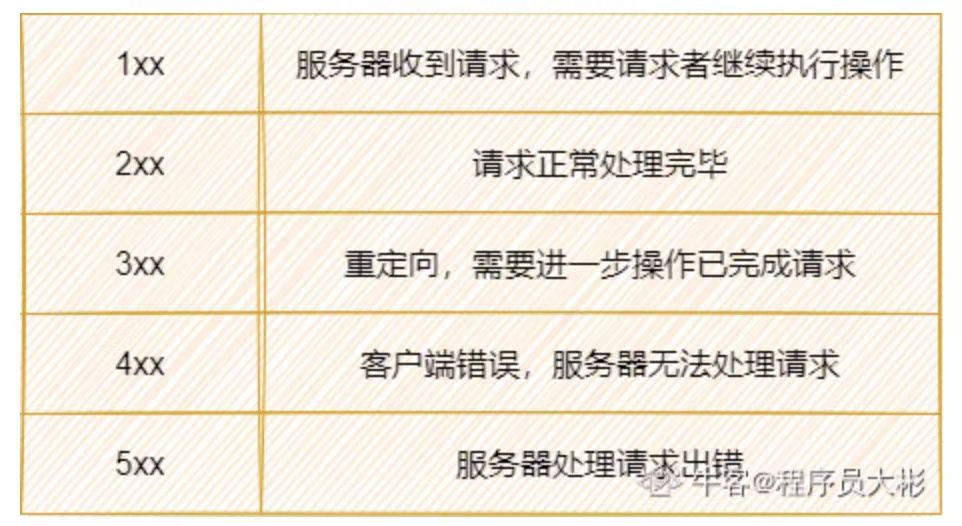 1xx 服务器收到请求，需要请求者继续执行操作
2xx 请求正常处理完毕
3xx 重定向，需要进一步操作已完成请求
4xx 客户端错误，服务器无法处理请求
5xx 服务器处理请求出错
牛客@程序员大彬